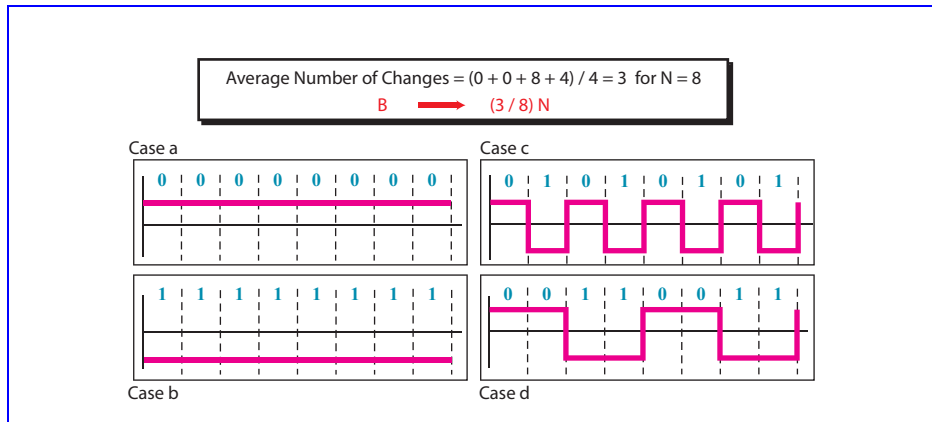 Average Number of Changes = (0 + 0 + 8 + 4) / 4 = 3 for N = 8
B (3 / 8) N
Case a
0 0 0 0 0 0 0 0
Case c
0 1 0 1 0 1 0 1
1 1 1 1 1 1 1 1
Case b
0 0 1 1 0 0 1 1
Case d